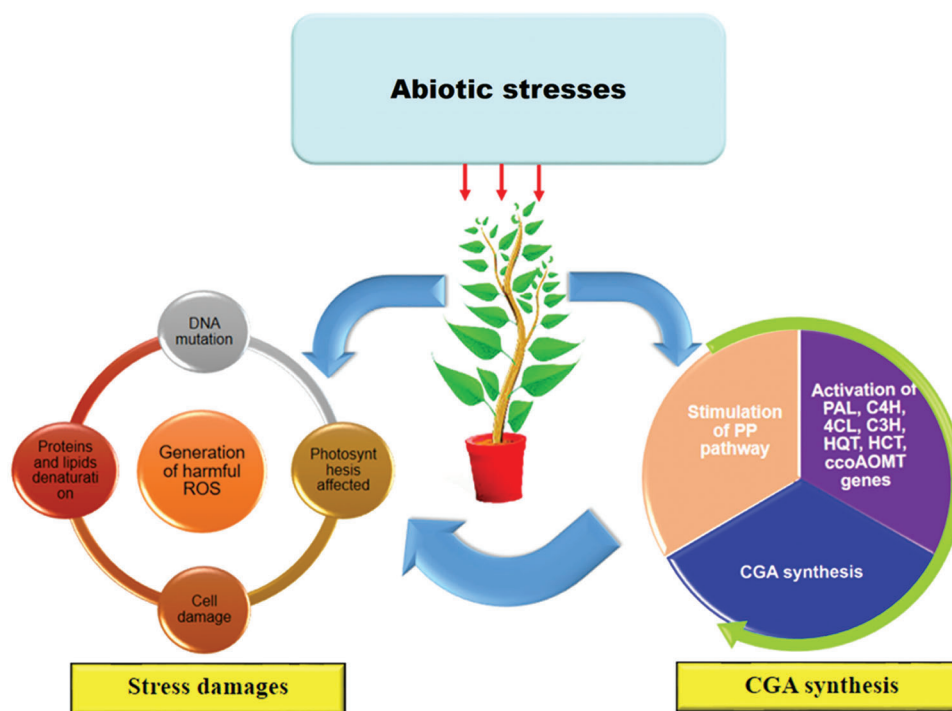 Abiotic stresses
DNA
mutation
Proteins and
lipids
denaturati
on
Generation
of harmful
ROS
Photosynt
hesis
affected
Cell
damage
Stress damages
Stimulation
of PP
pathway
Activation of
PAL, C4H,
4CL, C3H,
HQT, HCT,
ccoAOMT
genes
CGA synthesis
CGA synthesis